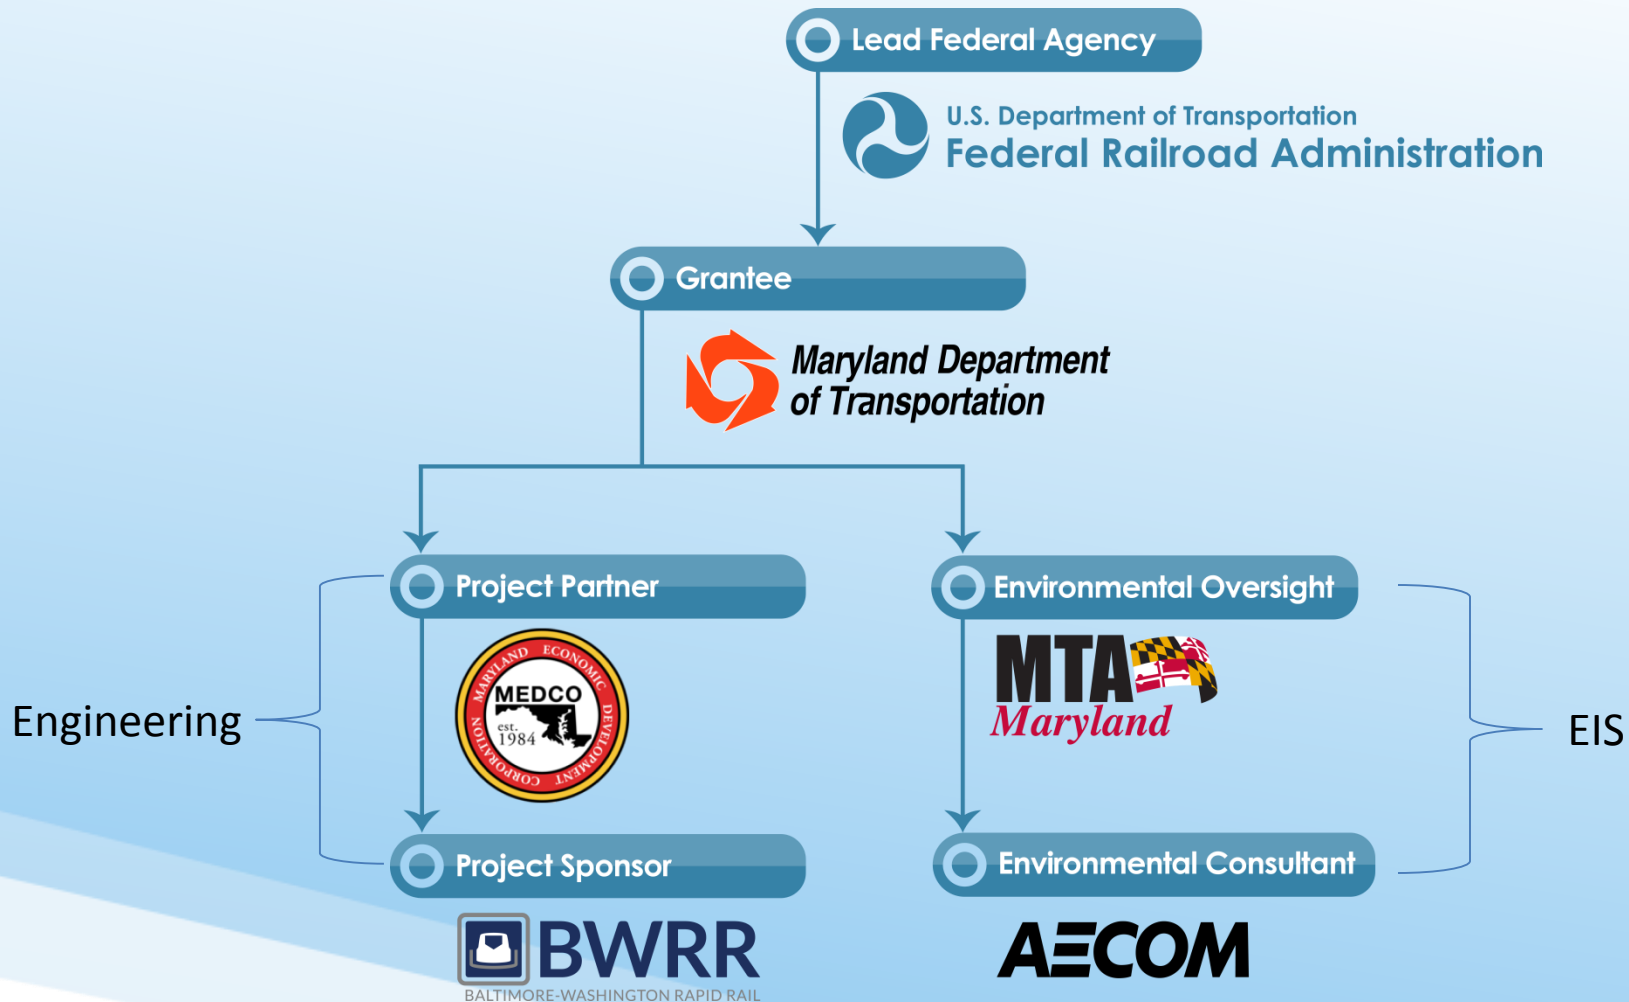 Lead Federal Agency
U.S. Department of Transportation
Federal Railroad Administration
Grantee
Maryland Department
of Transportation
Project Partner
Environmental Oversight
MARYLAND ECONOMIC DEVELOPMENT CORPORATION
MEDCO
est.
1984
MTA
Maryland
Engineering
EIS
Project Sponsor
Environmental Consultant
BWRR
BALTIMORE-WASHINGTON RAPID RAIL
AECOM